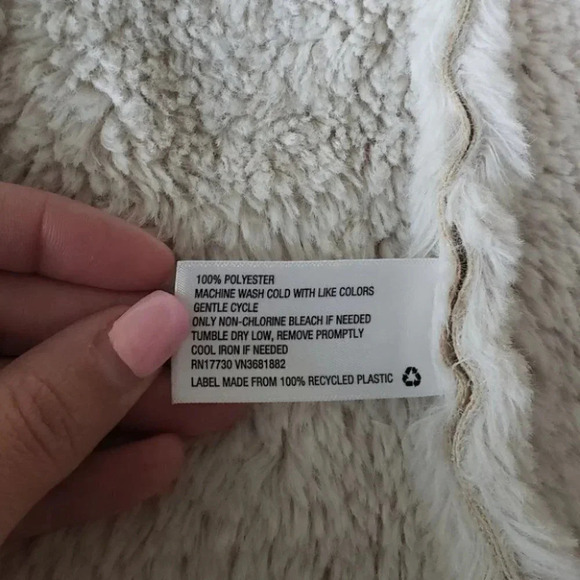 100% POLYESTER
MACHINE WASH COLD WITH LIKE COLORS
GENTLE CYCLE
ONLY NON-CHLORINE BLEACH IF NEEDED
TUMBLE DRY LOW, REMOVE PROMPTLY
COOL IRON IF NEEDED
RN17730 VN3681882
LABEL MADE FROM 100% RECYCLED PLASTIC